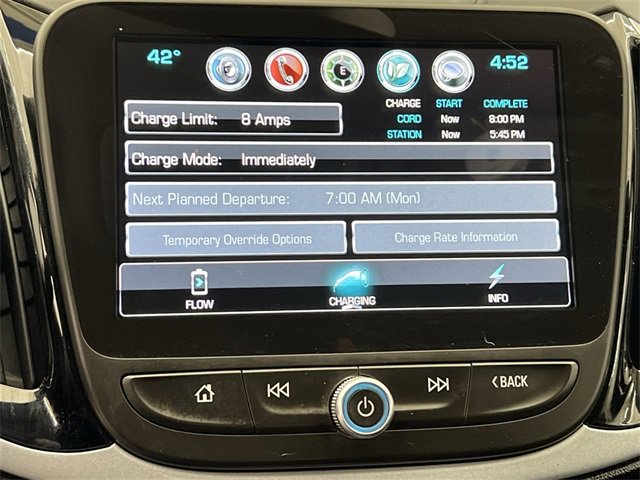 42° E 4:52
CHARGE START COMPLETE
Charge Limit: 8 Amps CORD Now 8:00 PM
STATION Now 5:45 PM
Charge Mode: Immediately
Next Planned Departure: 7:00 AM (Mon)
Temporary Override Options Charge Rate Information
FLOW CHARGING INFO
BACK